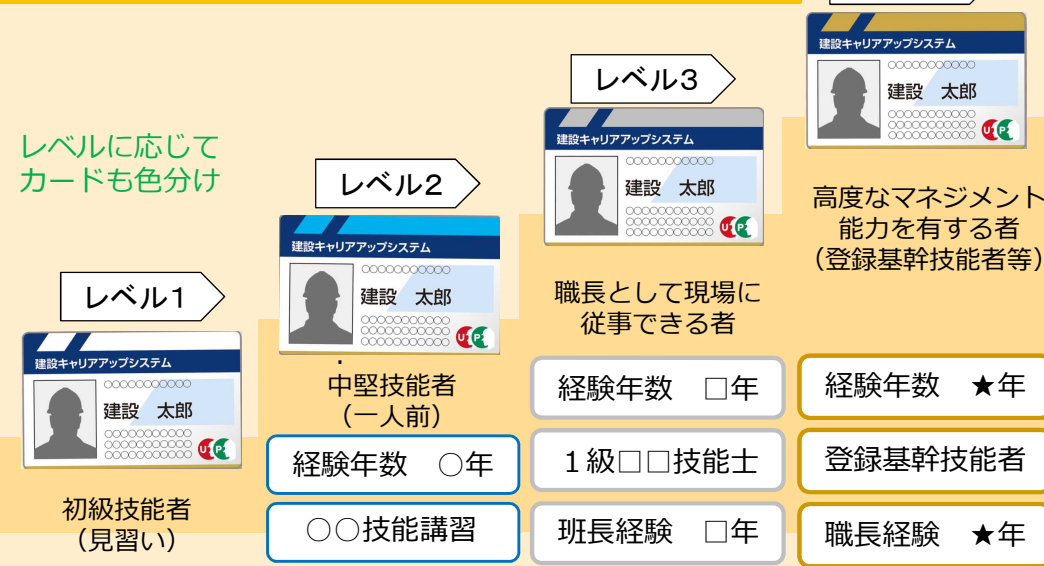 レベルに応じて
カードも色分け
レベル1
建設キャリアアップシステム
○○○○○○○○○○○
建設 太郎
○○○○○○○○○○○
○○○○○○○○○○○
初級技能者
（見習い）
レベル2
建設キャリアアップシステム
○○○○○○○○○○○
建設 太郎
○○○○○○○○○○○
○○○○○○○○○○○
中堅技能者
（一人前）
経験年数 ○年
○○技能講習
レベル3
建設キャリアアップシステム
○○○○○○○○○○○
建設 太郎
○○○○○○○○○○○
○○○○○○○○○○○
職長として現場に
従事できる者
経験年数 □年
１級□□技能士
班長経験 □年
建設キャリアアップシステム
○○○○○○○○○○○
建設 太郎
○○○○○○○○○○○
○○○○○○○○○○○
高度なマネジメント
能力を有する者
（登録基幹技能者等）
経験年数 ★年
登録基幹技能者
職長経験 ★年